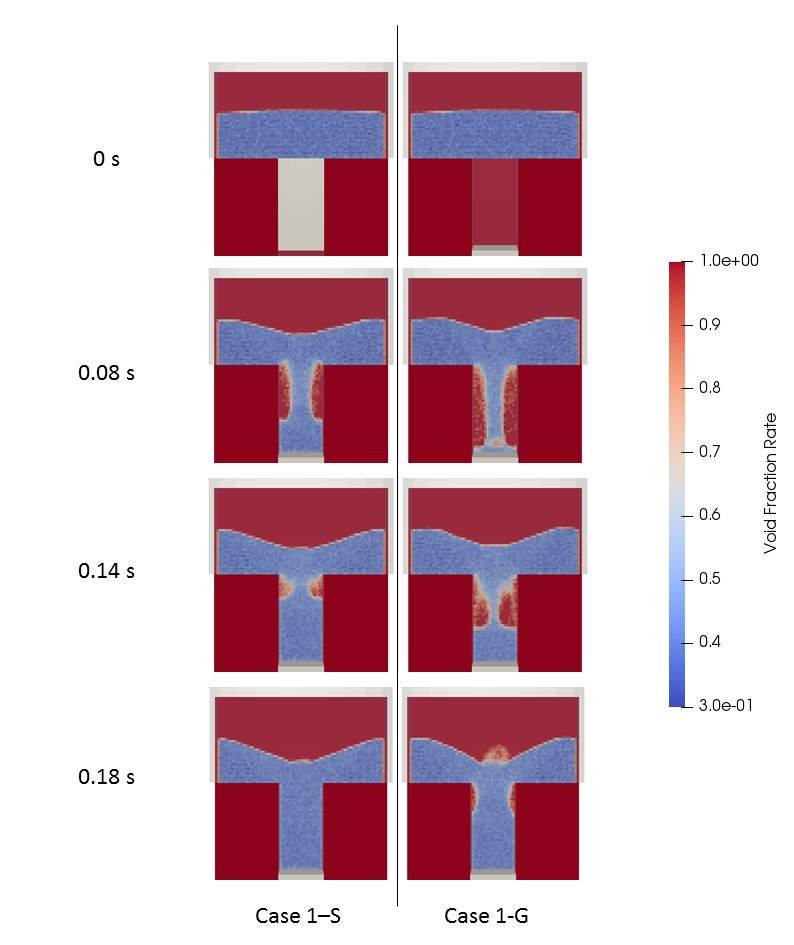 0 s
0.08 s
0.14 s
0.18 s
Case 1–S
Case 1-G
1.0e+00
0.9
0.8
0.7
0.6
0.5
0.4
3.0e-01
Void Fraction Rate